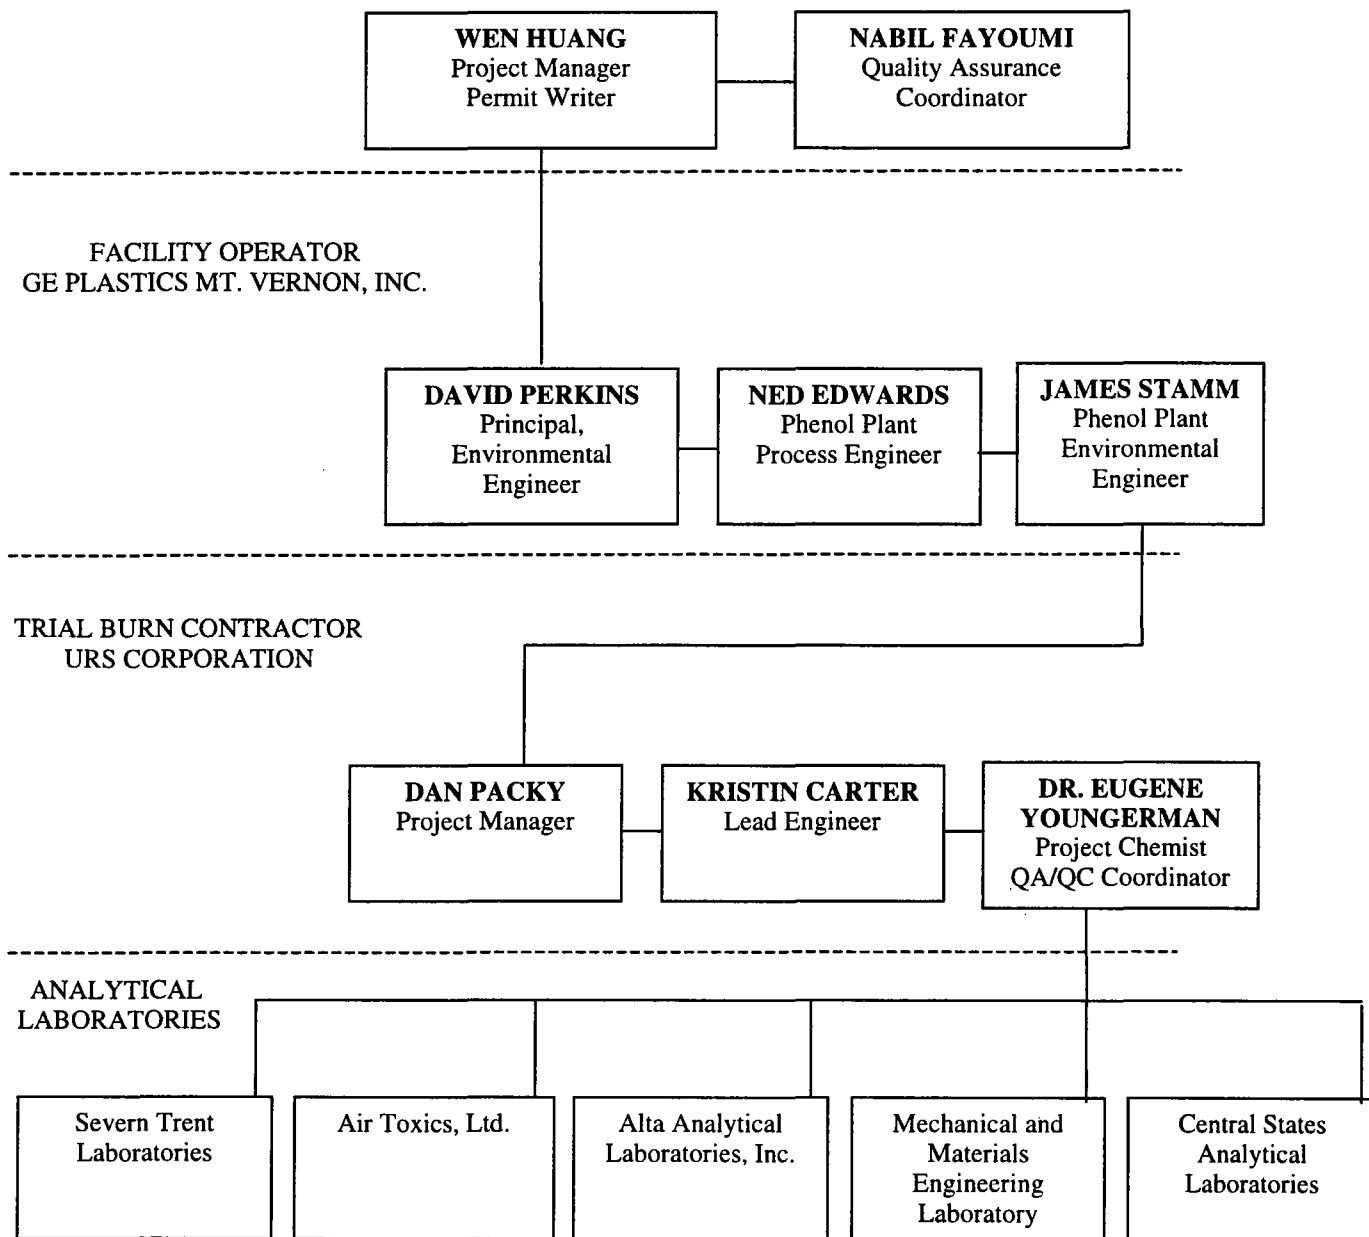 WEN HUANG
Project Manager
Permit Writer
NABIL FAYOUMI
Quality Assurance
Coordinator
FACILITY OPERATOR
GE PLASTICS MT. VERNON, INC.
DAVID PERKINS
Principal,
Environmental
Engineer
NED EDWARDS
Phenol Plant
Process Engineer
JAMES STAMM
Phenol Plant
Environmental
Engineer
TRIAL BURN CONTRACTOR
URS CORPORATION
DAN PACKY
Project Manager
KRISTIN CARTER
Lead Engineer
DR. EUGENE
YOUNGERMAN
Project Chemist
QA/QC Coordinator
ANALYTICAL
LABORATORIES
Severn Trent
Laboratories
Air Toxics, Ltd.
Alta Analytical
Laboratories, Inc.
Mechanical and
Materials
Engineering
Laboratory
Central States
Analytical
Laboratories